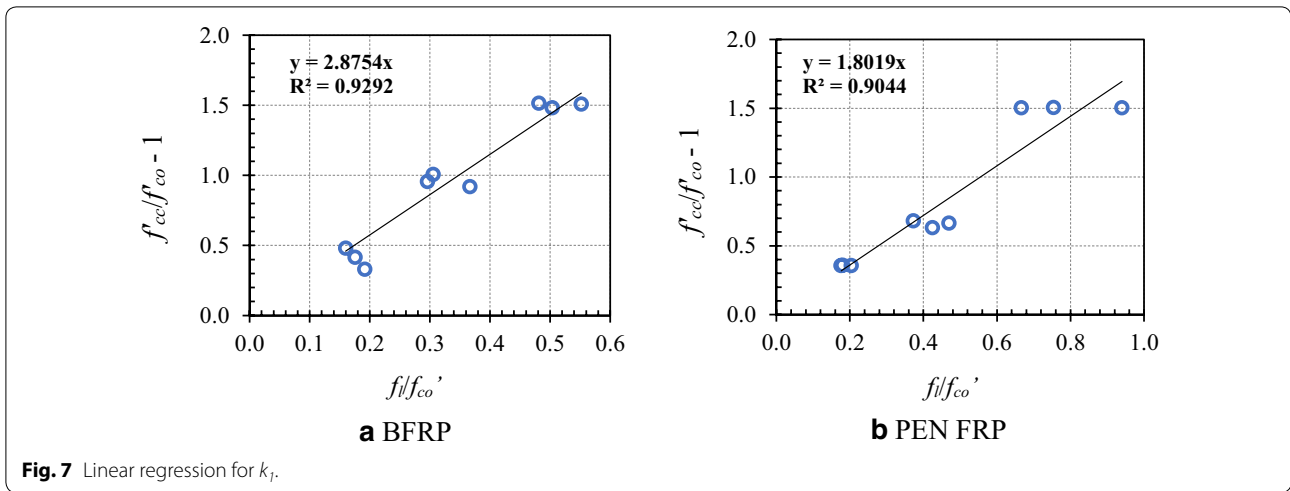 2.0
y = 2.8754x
R² = 0.9292
1.5
1.0
0.5
0.0
f'cc/f'co - 1
0.0 0.1 0.2 0.3 0.4 0.5 0.6
fl/fco’
a BFRP
2.0
y = 1.8019x
R² = 0.9044
1.5
1.0
0.5
0.0
f'cc/f'co - 1
0.0 0.2 0.4 0.6 0.8 1.0
fl/fco’
b PEN FRP
Fig. 7 Linear regression for k1.